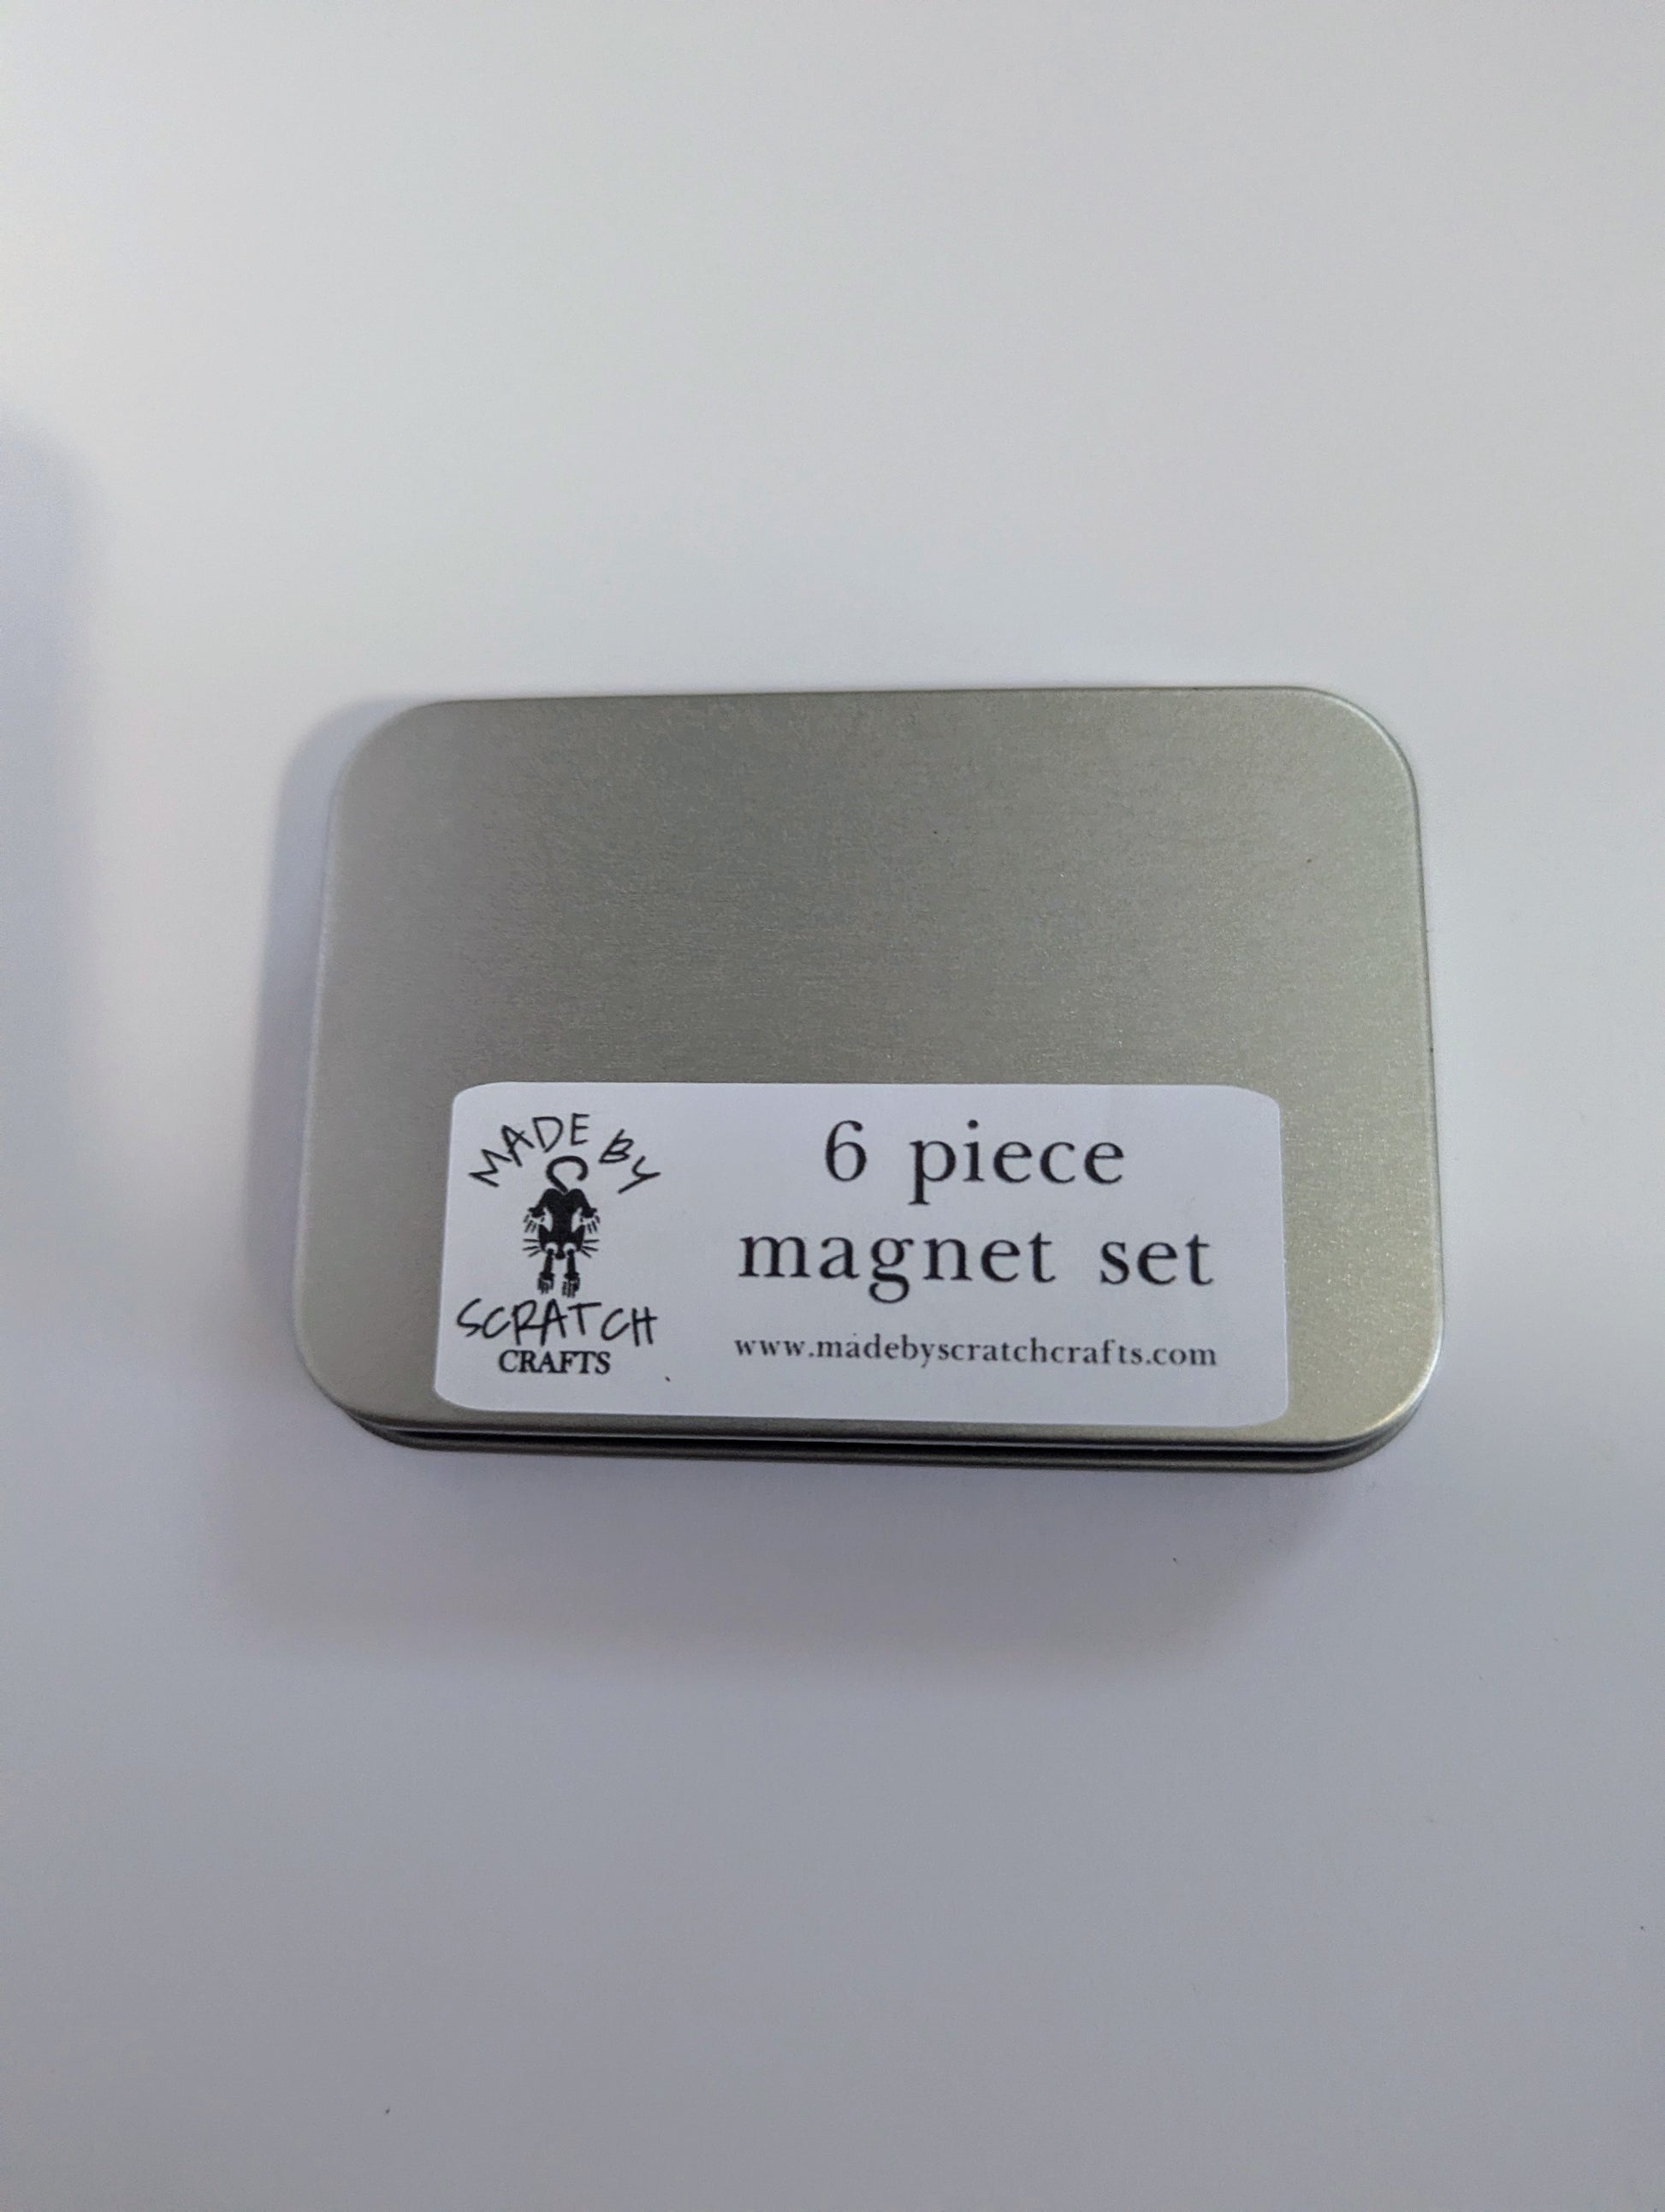 MADE BY
SCRATCH
CRAFTS
6 piece
magnet set
www.madebyscratchcrafts.com